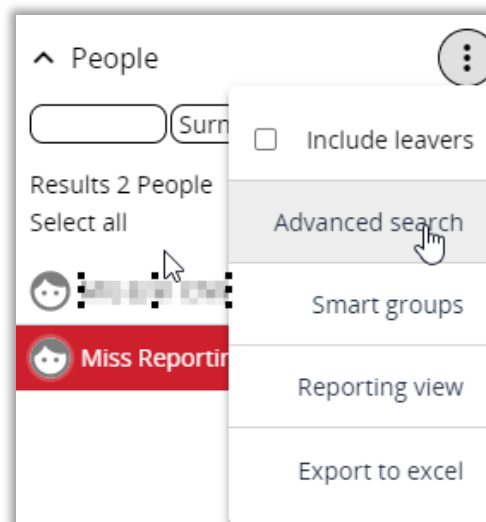 People
Surn
Include leavers
Results 2 People
Select all
Advanced search
Smart groups
Miss Reportin
Reporting view
Export to excel